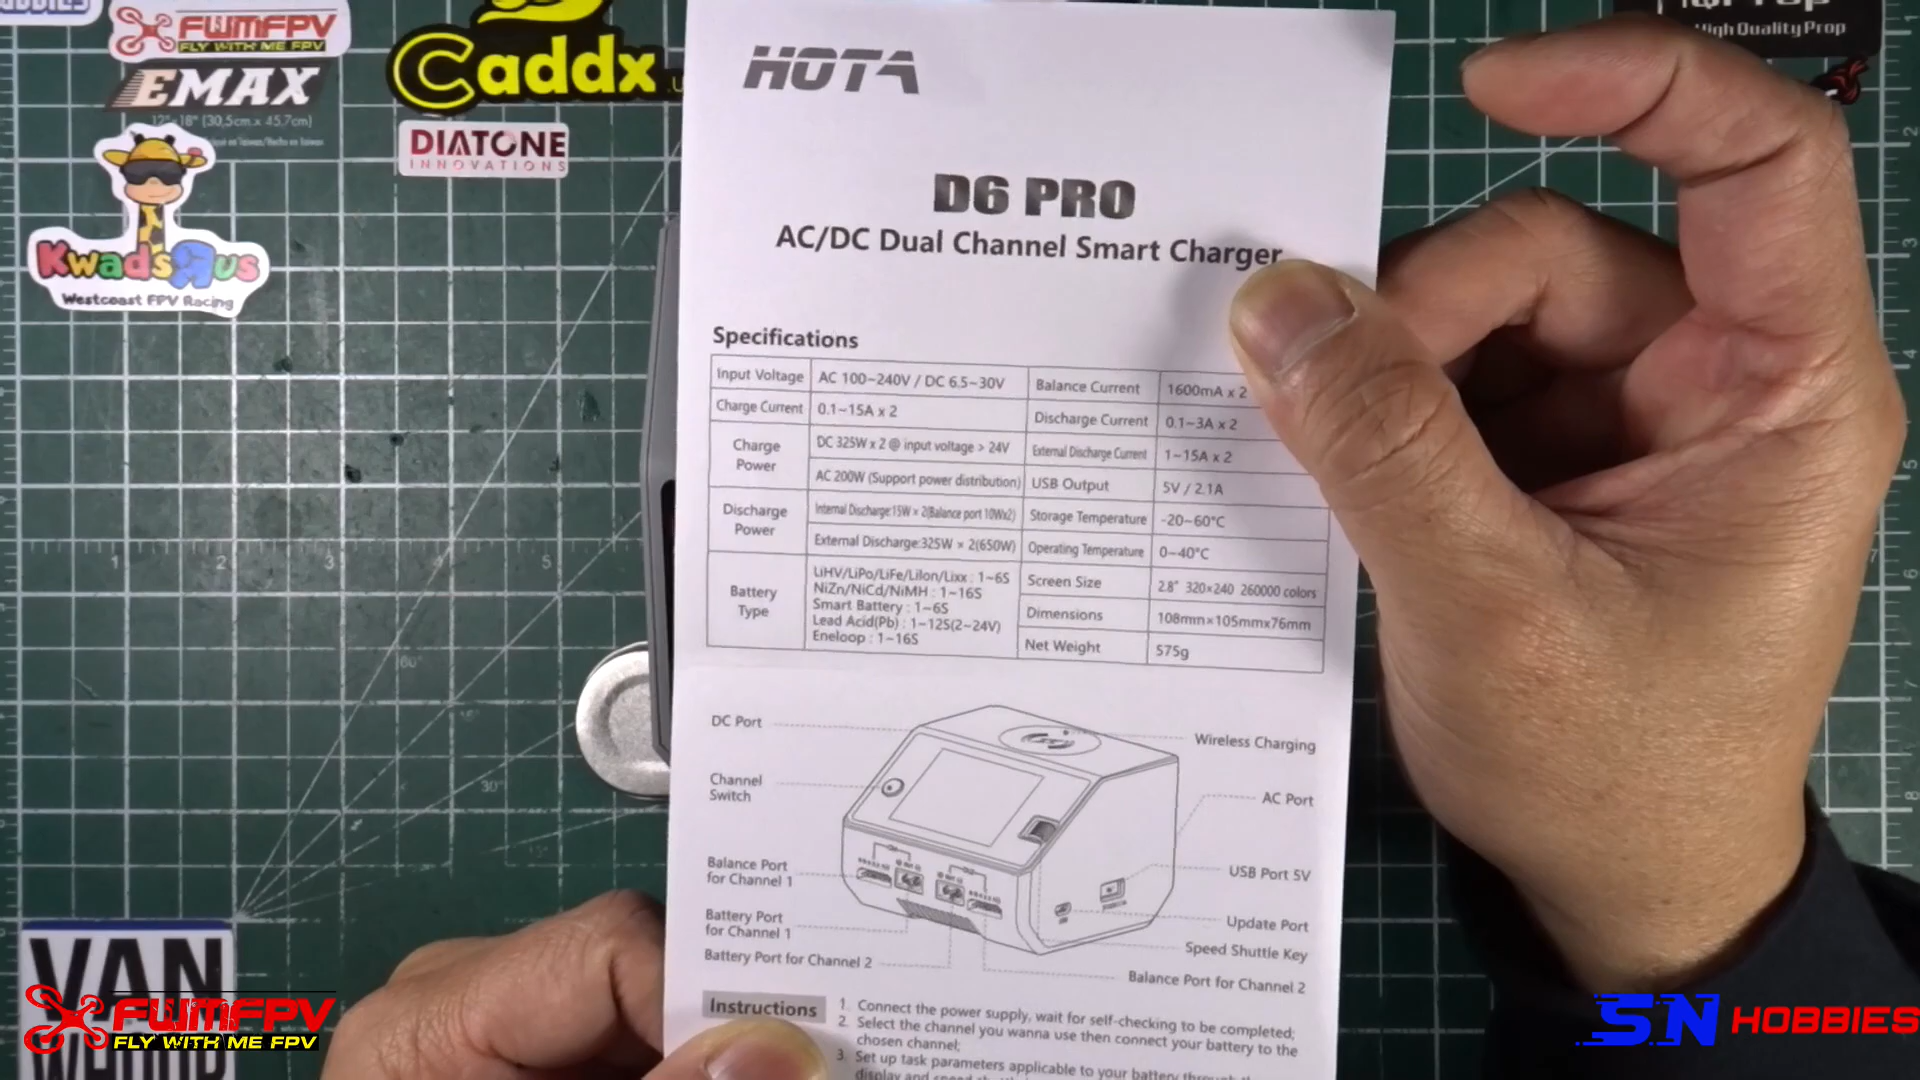 FWMFPV
FLY WITH ME FPV
EMAX
12"x18" (30,5cm x 45,7cm)
Caddx
DIATONE
INNOVATIONS
KwadsRus
Westcoast FPV Racing
High Quality Prop
HOTA
D6 PRO
AC/DC Dual Channel Smart Charger
Specifications
Input Voltage AC 100~240V / DC 6.5~30V Balance Current 1600mA x 2
Charge Current 0.1~15A x 2 Discharge Current 0.1~3A x 2
Charge Power DC 325W x 2 @ input voltage > 24V External Discharge Current 1~15A x 2
AC 200W (Support power distribution) USB Output 5V / 2.1A
Discharge Power Internal Discharge:15W × 2(Balance port 10Wx2) Storage Temperature -20~60°C
External Discharge:325W × 2(650W) Operating Temperature 0~40°C
Battery Type
LiHV/LiPo/LiFe/LiIon/Lixx : 1~6S
NiZn/NiCd/NiMH : 1~16S
Smart Battery : 1~6S
Lead Acid(Pb) : 1~12S(2~24V)
Eneloop : 1~16S
Screen Size 2.8" 320×240 260000 colors
Dimensions 108mm×105mmx76mm
Net Weight 575g
DC Port
Wireless Charging
Channel
Switch
AC Port
Balance Port
for Channel 1
USB Port 5V
Battery Port
for Channel 1
Update Port
Speed Shuttle Key
Battery Port for Channel 2
Balance Port for Channel 2
Instructions
1. Connect the power supply, wait for self-checking to be completed;
2. Select the channel you wanna use then connect your battery to the
chosen channel;
3. Set up task parameters applicable to your battery through
display and speed
VAN
WHOOP
FWMFPV
FLY WITH ME FPV
SN HOBBIES